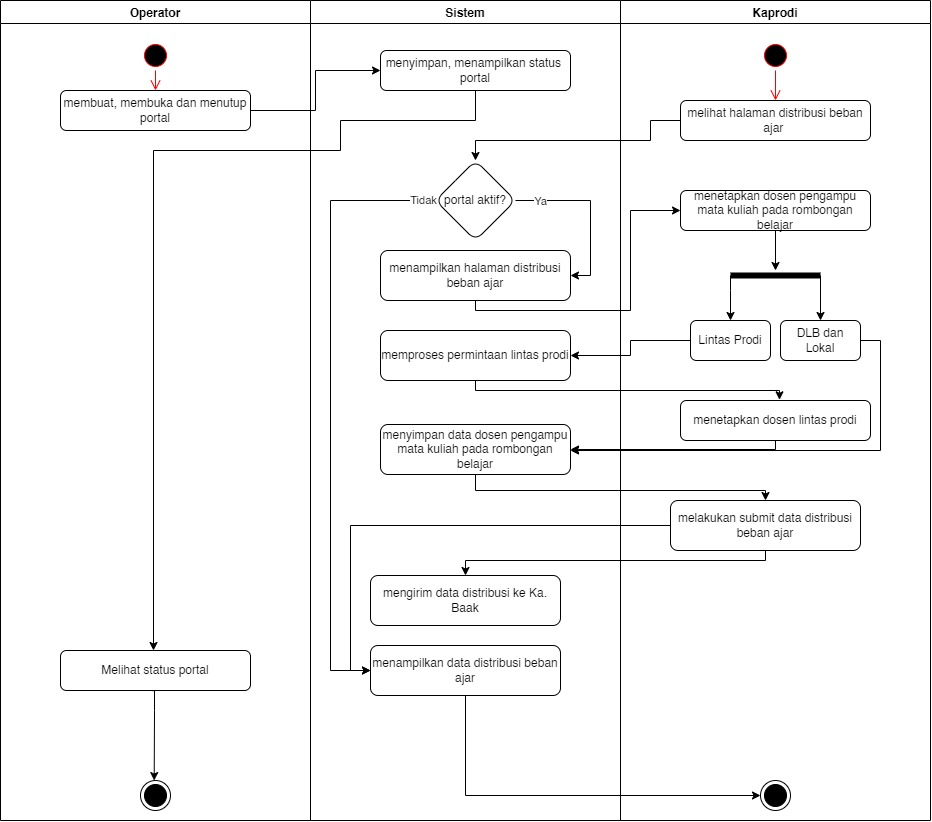 Operator
Sistem
Kaprodi
menyimpan, menampilkan status
portal
membuat, membuka dan menutup
portal
melihat halaman distribusi beban
ajar
Tidak
portal aktif?
Ya
menetapkan dosen pengampu
mata kuliah pada rombongan
belajar
menampilkan halaman distribusi
beban ajar
Lintas Prodi
DLB dan
Lokal
memproses permintaan lintas prodi
menetapkan dosen lintas prodi
menyimpan data dosen pengampu
mata kuliah pada rombongan
belajar
melakukan submit data distribusi
beban ajar
mengirim data distribusi ke Ka.
Baak
Melihat status portal
menampilkan data distribusi beban
ajar